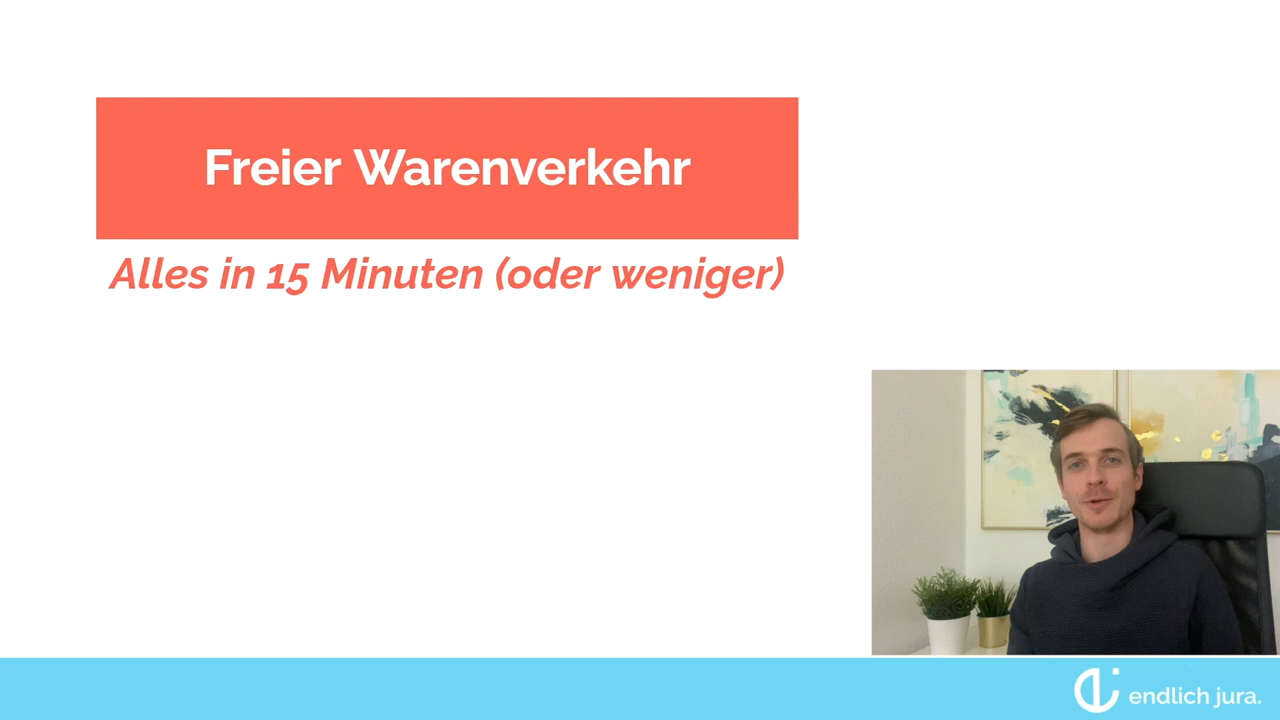 Freier Warenverkehr
Alles in 15 Minuten (oder weniger)
endlich jura.